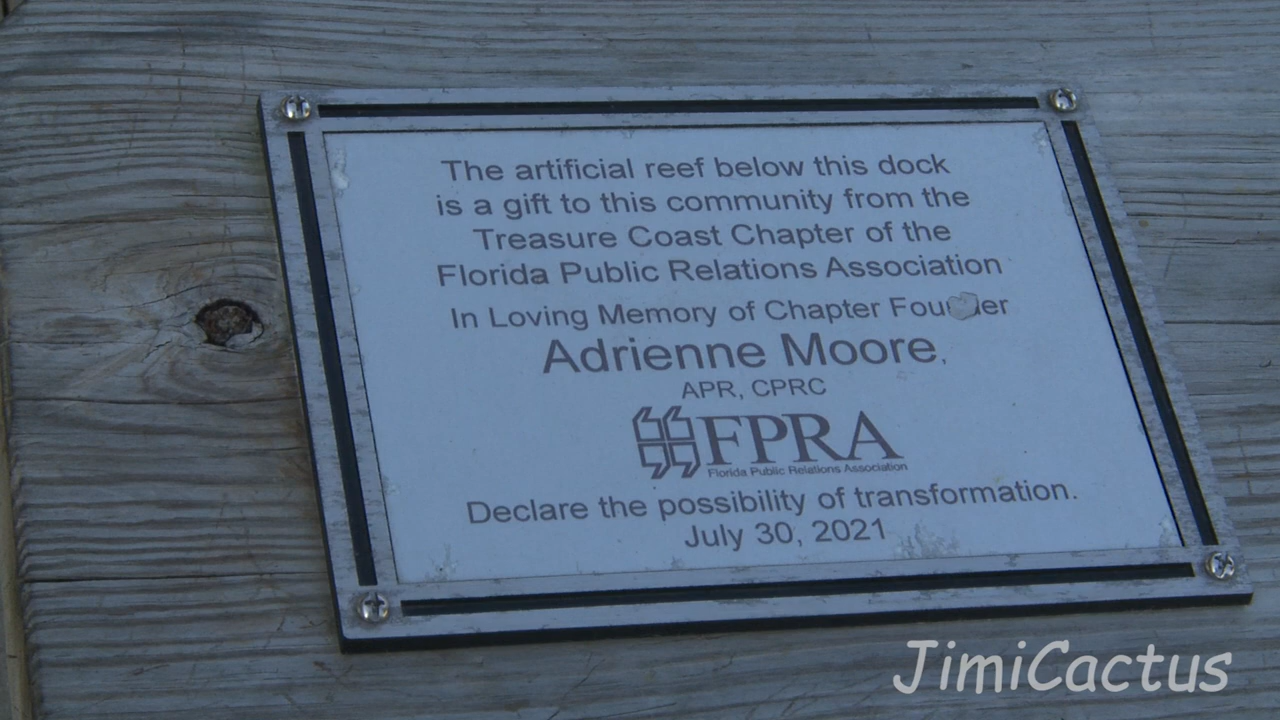 The artificial reef below this dock
is a gift to this community from the
Treasure Coast Chapter of the
Florida Public Relations Association
In Loving Memory of Chapter Founder
Adrienne Moore,
APR, CPRC
FPRA
Florida Public Relations Association
Declare the possibility of transformation.
July 30, 2021
JimiCactus